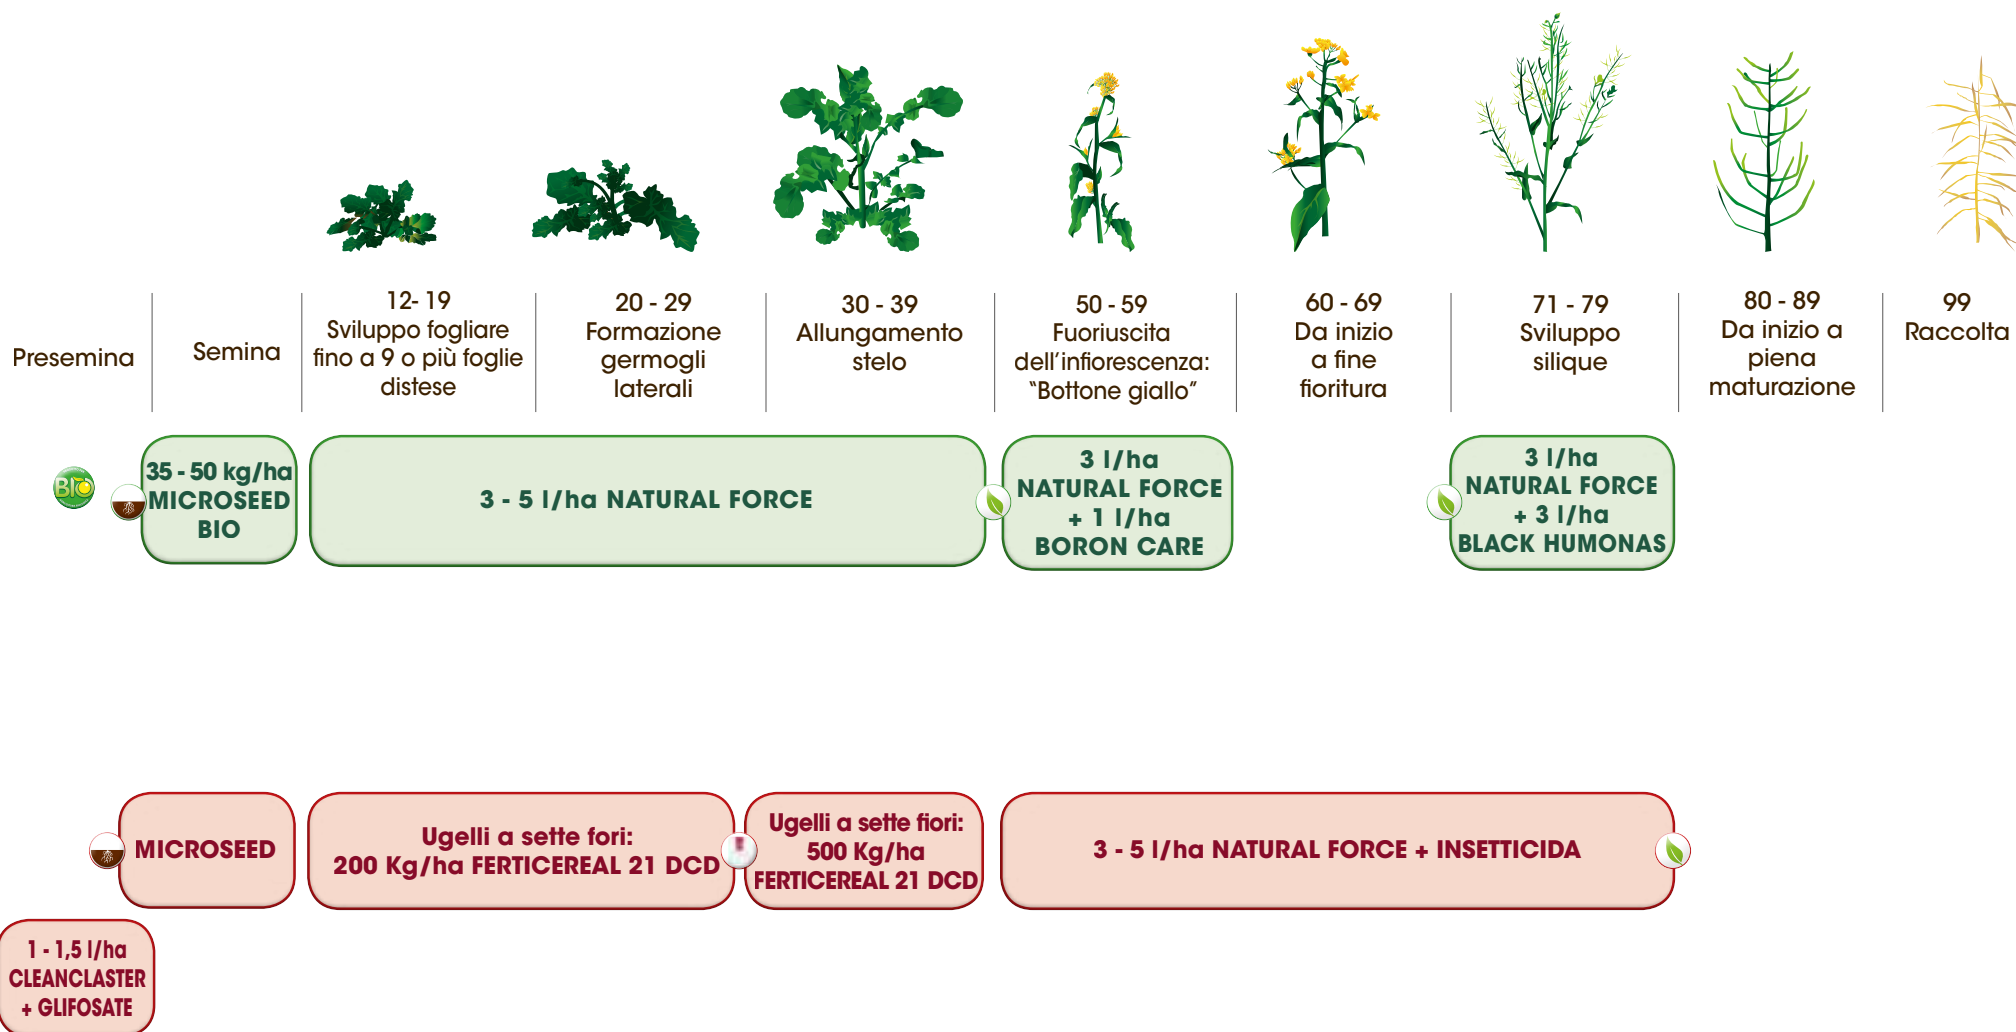 Presemina
Semina
12- 19
Sviluppo fogliare
fino a 9 o più foglie
distese
20 - 29
Formazione
germogli
laterali
30 - 39
Allungamento
stelo
50 - 59
Fuoriuscita
dell'infiorescenza:
"Bottone giallo"
60 - 69
Da inizio
a fine
fioritura
71 - 79
Sviluppo
silique
80 - 89
Da inizio a
piena
maturazione
99
Raccolta
BIO
35 - 50 kg/ha
MICROSEED
BIO
3 - 5 l/ha NATURAL FORCE
3 l/ha
NATURAL FORCE
+ 1 l/ha
BORON CARE
3 l/ha
NATURAL FORCE
+ 3 l/ha
BLACK HUMONAS
MICROSEED
Ugelli a sette fori:
200 Kg/ha FERTICEREAL 21 DCD
Ugelli a sette fiori:
500 Kg/ha
FERTICEREAL 21 DCD
3 - 5 l/ha NATURAL FORCE + INSETTICIDA
1 - 1,5 l/ha
CLEANCLASTER
+ GLIFOSATE